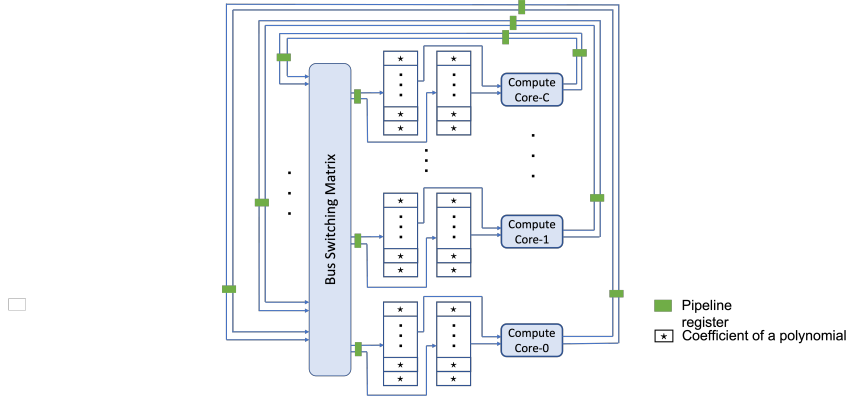 Compute
Core-C
Bus Switching Matrix
Compute
Core-1
Compute
Core-0
Pipeline
register
Coefficient of a polynomial